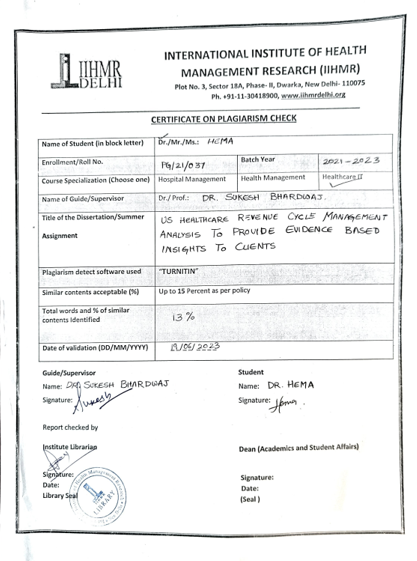 IIHMR
DELHI
INTERNATIONAL INSTITUTE OF HEALTH
MANAGEMENT RESEARCH (IIHMR)
Plot No. 3, Sector 18A, Phase- II, Dwarka, New Delhi- 110075
Ph. +91-11-30418900, www.iihmrdelhi.org
CERTIFICATE ON PLAGIARISM CHECK
Name of Student (in block letter) Dr./Mr./Ms.: HEMA
Enrollment/Roll No. PG/21/037 Batch Year 2021-2023
Course Specialization (Choose one) Hospital Management Health Management Healthcare IT
Name of Guide/Supervisor Dr./ Prof.: DR. SUKESH BHARDWAJ.
Title of the Dissertation/Summer
Assignment
US HEALTHCARE REVENUE CYCLE MANAGEMENT
ANALYSIS TO PROVIDE EVIDENCE BASED
INSIGHTS TO CLIENTS
Plagiarism detect software used "TURNITIN"
Similar contents acceptable (%) Up to 15 Percent as per policy
Total words and % of similar
contents Identified
13 %
Date of validation (DD/MM/YYYY) /06/2023
Guide/Supervisor
Name: DR SUKESH BHARDWAJ
Signature:
Student
Name: DR. HEMA
Signature: Hema.
Report checked by
Institute Librarian
Signature:
Date:
Library Seal
LIBRARY
Dean (Academics and Student Affairs)
Signature:
Date:
(Seal )